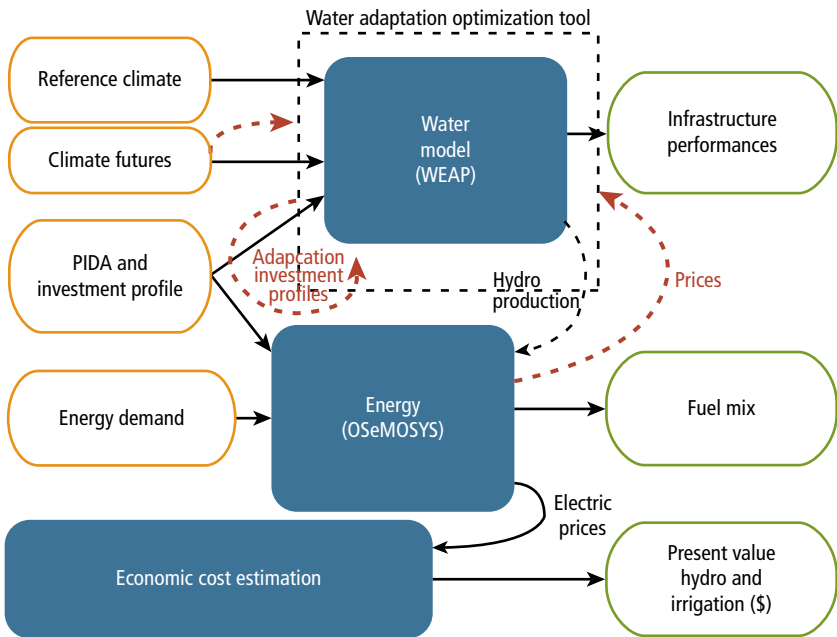 Water adaptation optimization tool
Reference climate
Climate futures
Water
model
(WEAP)
Infrastructure
performances
PIDA and
investment profile
Adapcation
investment
profiles
Hydro
production
Prices
Energy demand
Energy
(OSeMOSYS)
Fuel mix
Electric
prices
Economic cost estimation
Present value
hydro and
irrigation ($)